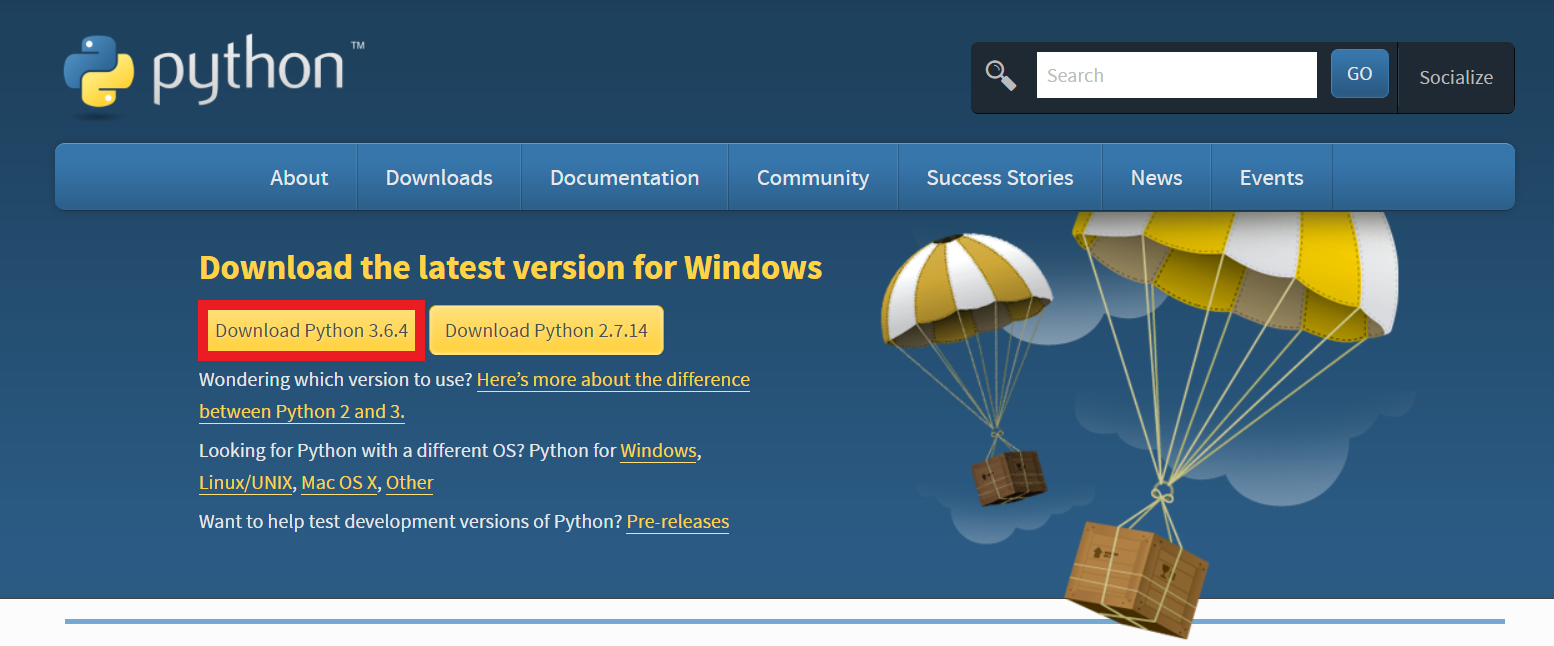 python™
Search
GO
Socialize
About
Downloads
Documentation
Community
Success Stories
News
Events
Download the latest version for Windows
Download Python 3.6.4
Download Python 2.7.14
Wondering which version to use? Here’s more about the difference
between Python 2 and 3.
Looking for Python with a different OS? Python for Windows,
Linux/UNIX, Mac OS X, Other
Want to help test development versions of Python? Pre-releases